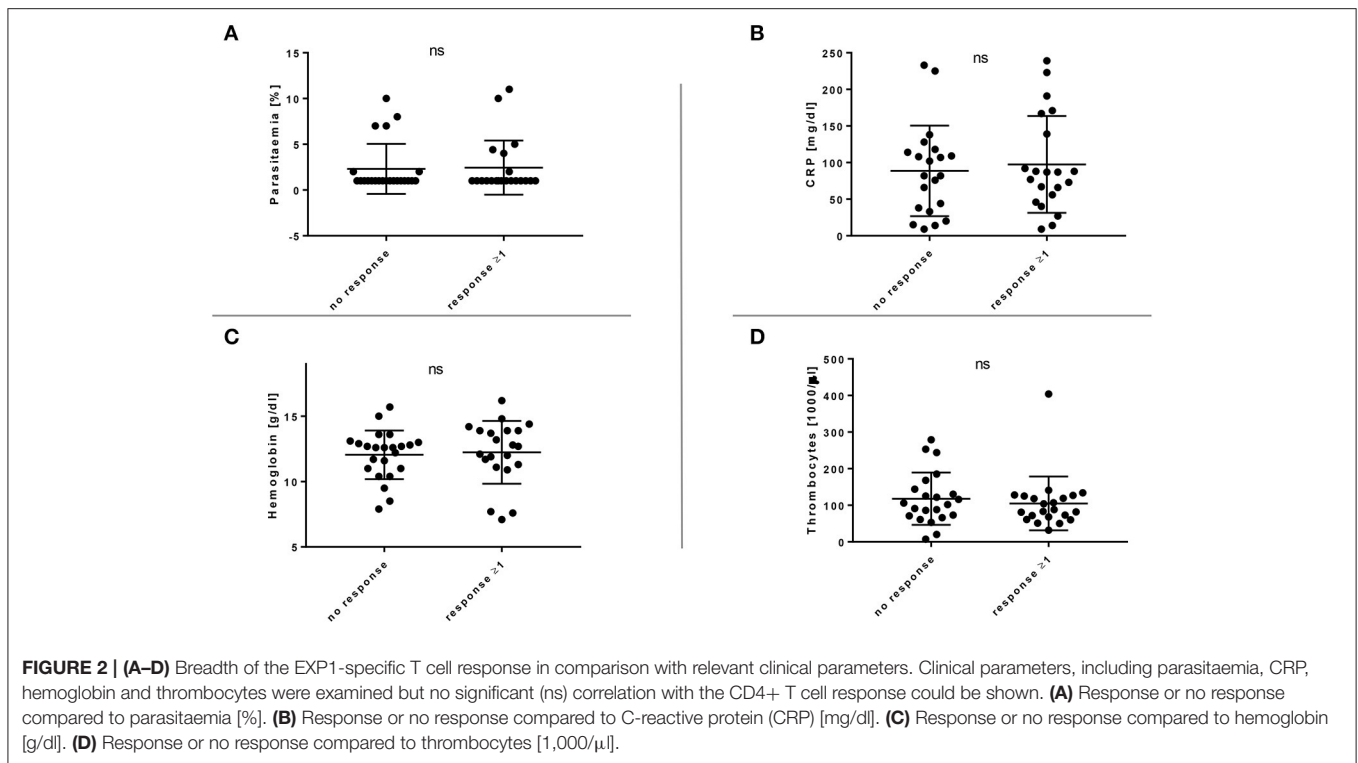 A
ns
Parasitaemia [%]
15
10
5
0
-5
no response
response ≥1
B
ns
CRP [mg/dl]
250
200
150
100
50
0
no response
response ≥1
C
ns
Hemoglobin [g/dl]
15
10
5
no response
response ≥1
D
ns
Thrombocytes [1000/µl]
500
400
300
200
100
0
no response
response ≥1
FIGURE 2 | (A–D) Breadth of the EXP1-specific T cell response in comparison with relevant clinical parameters. Clinical parameters, including parasitaemia, CRP,
hemoglobin and thrombocytes were examined but no significant (ns) correlation with the CD4+ T cell response could be shown. (A) Response or no response
compared to parasitaemia [%]. (B) Response or no response compared to C-reactive protein (CRP) [mg/dl]. (C) Response or no response compared to hemoglobin
[g/dl]. (D) Response or no response compared to thrombocytes [1,000/µl].